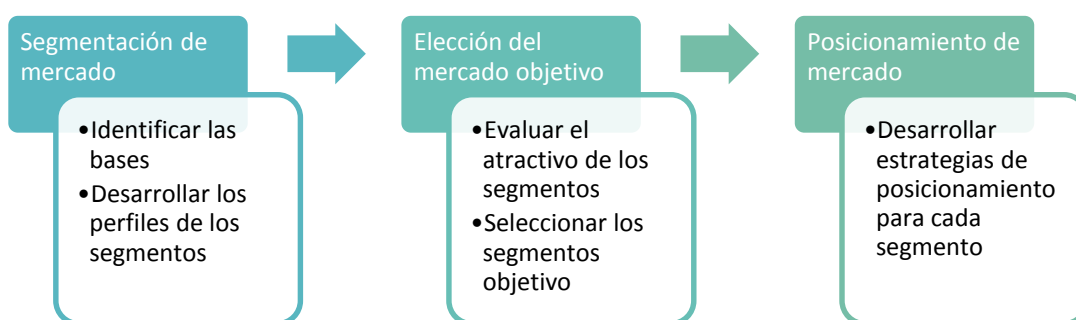 Segmentación de
mercado
•Identificar las
bases
•Desarrollar los
perfiles de los
segmentos
Elección del
mercado objetivo
•Evaluar el
atractivo de los
segmentos
•Seleccionar los
segmentos
objetivo
Posicionamiento de
mercado
•Desarrollar
estrategias de
posicionamiento
para cada
segmento